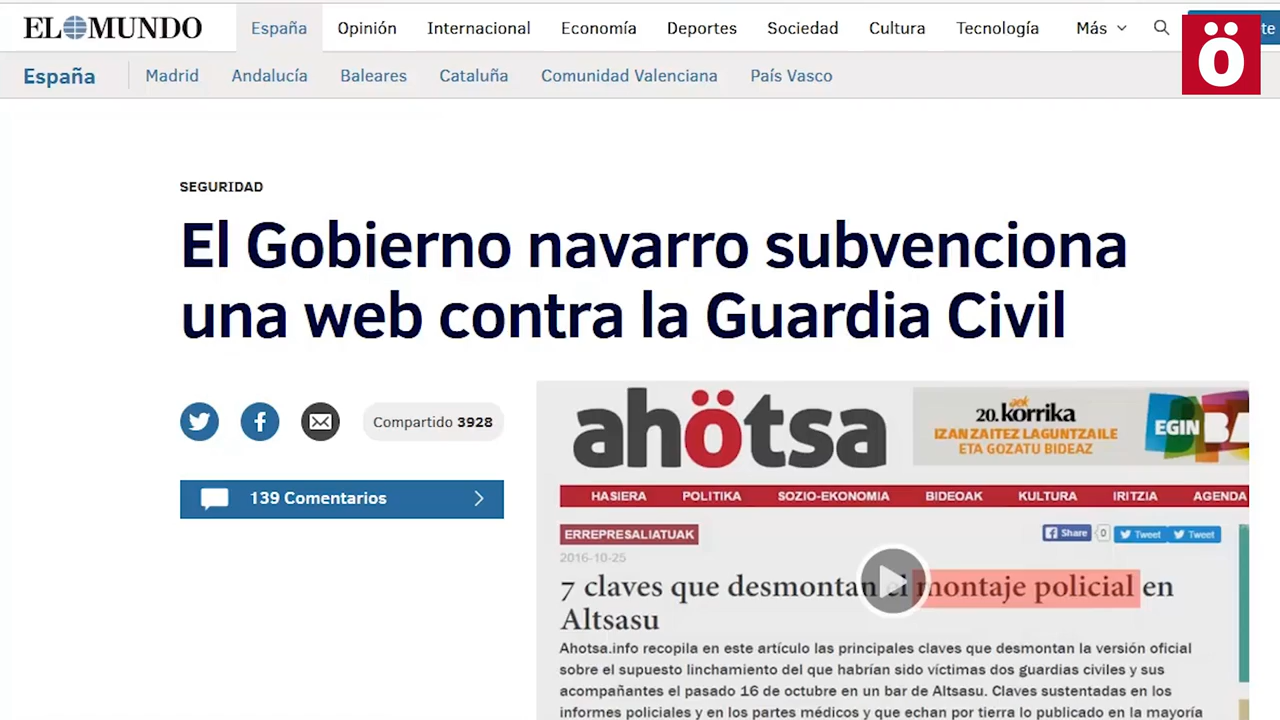 EL MUNDO
España Opinión Internacional Economía Deportes Sociedad Cultura Tecnología Más
ö
España Madrid Andalucía Baleares Cataluña Comunidad Valenciana País Vasco
SEGURIDAD
El Gobierno navarro subvenciona
una web contra la Guardia Civil
Compartido 3928
139 Comentarios
ahötsa
aek
20.korrika
IZAN ZAITEZ LAGUNTZAILE
ETA GOZATU BIDEAZ
EGIN
HASIERA POLITIKA SOZIO-EKONOMIA BIDEOAK KULTURA IRITZIA AGENDA
ERREPRESALIATUAK
Share 0 Tweet Tweet
2016-10-25
7 claves que desmontan el montaje policial en
Altsasu
Ahotsa.info recopila en este artículo las principales claves que desmontan la versión oficial
sobre el supuesto linchamiento del que habrían sido víctimas dos guardias civiles y sus
acompañantes el pasado 16 de octubre en un bar de Altsasu. Claves sustentadas en los
informes policiales y en los partes médicos y que echan por tierra lo publicado en la mayoría